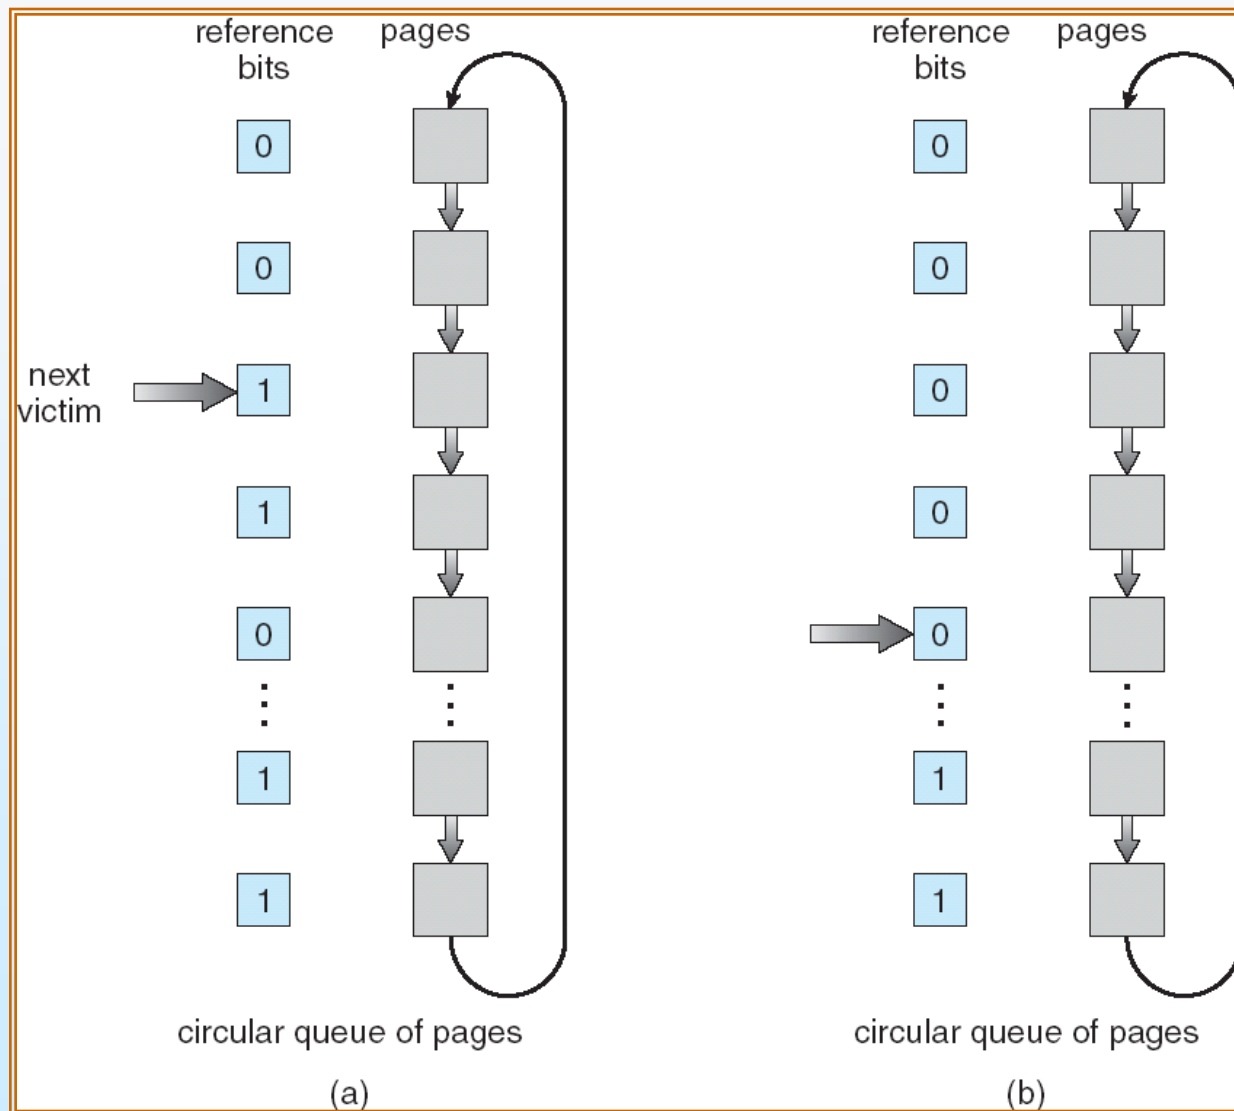 reference
bits
pages
0
0
next
victim
1
1
0
1
1
circular queue of pages
(a)
reference
bits
pages
0
0
0
0
0
1
1
circular queue of pages
(b)